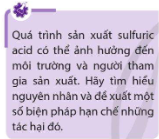 Quá trình sản xuất sulfuric
acid có thể ảnh hưởng đến
môi trường và người tham
gia sản xuất. Hãy tìm hiểu
nguyên nhân và đề xuất một
số biện pháp hạn chế những
tác hại đó.